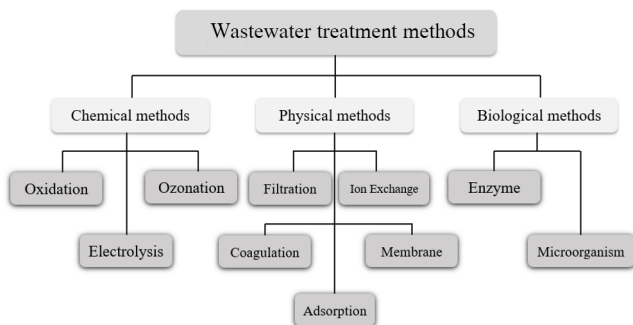 Wastewater treatment methods
Chemical methods
Physical methods
Biological methods
Oxidation
Ozonation
Filtration
Ion Exchange
Enzyme
Electrolysis
Coagulation
Membrane
Microorganism
Adsorption